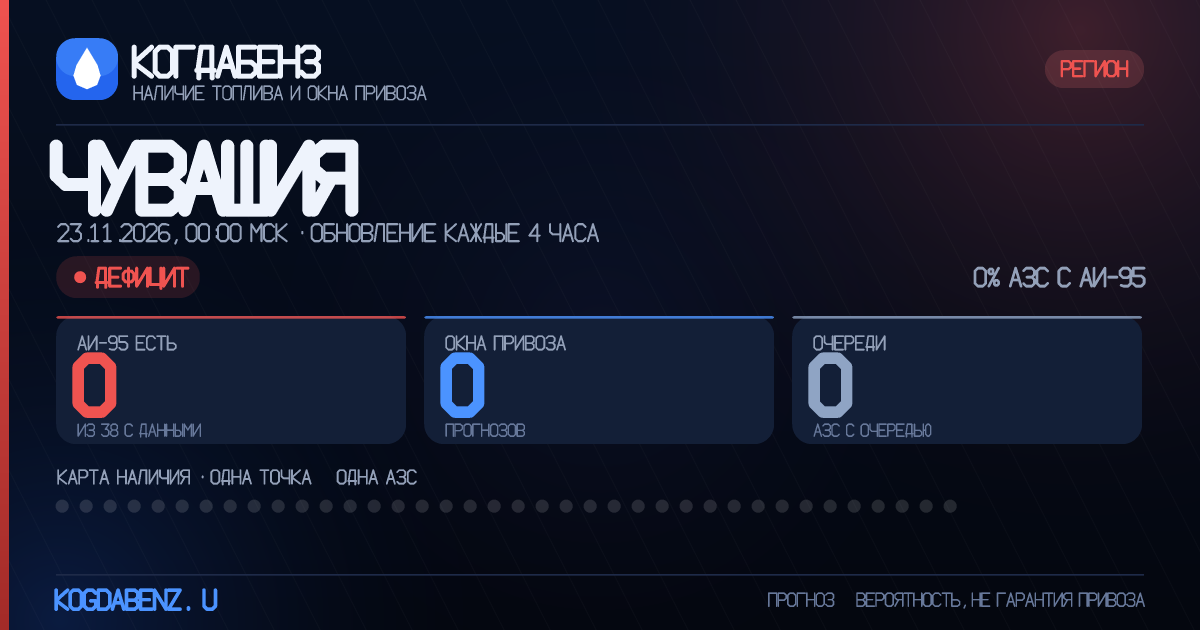 КОГДАБЕНЗ
НАЛИЧИЕ ТОПЛИВА И ОКНА ПРИВОЗА
РЕГИОН
ЧУВАШИЯ
23.11.2026, 00:00 МСК · ОБНОВЛЕНИЕ КАЖДЫЕ 4 ЧАСА
ДЕФИЦИТ
0% АЗС С АИ-95
АИ-95 ЕСТЬ
0
ИЗ 38 С ДАННЫМИ
ОКНА ПРИВОЗА
0
ПРОГНОЗОВ
ОЧЕРЕДИ
0
АЗС С ОЧЕРЕДЬЮ
КАРТА НАЛИЧИЯ · ОДНА ТОЧКА ОДНА АЗС
KOGDABENZ. U
ПРОГНОЗ ВЕРОЯТНОСТЬ, НЕ ГАРАНТИЯ ПРИВОЗА